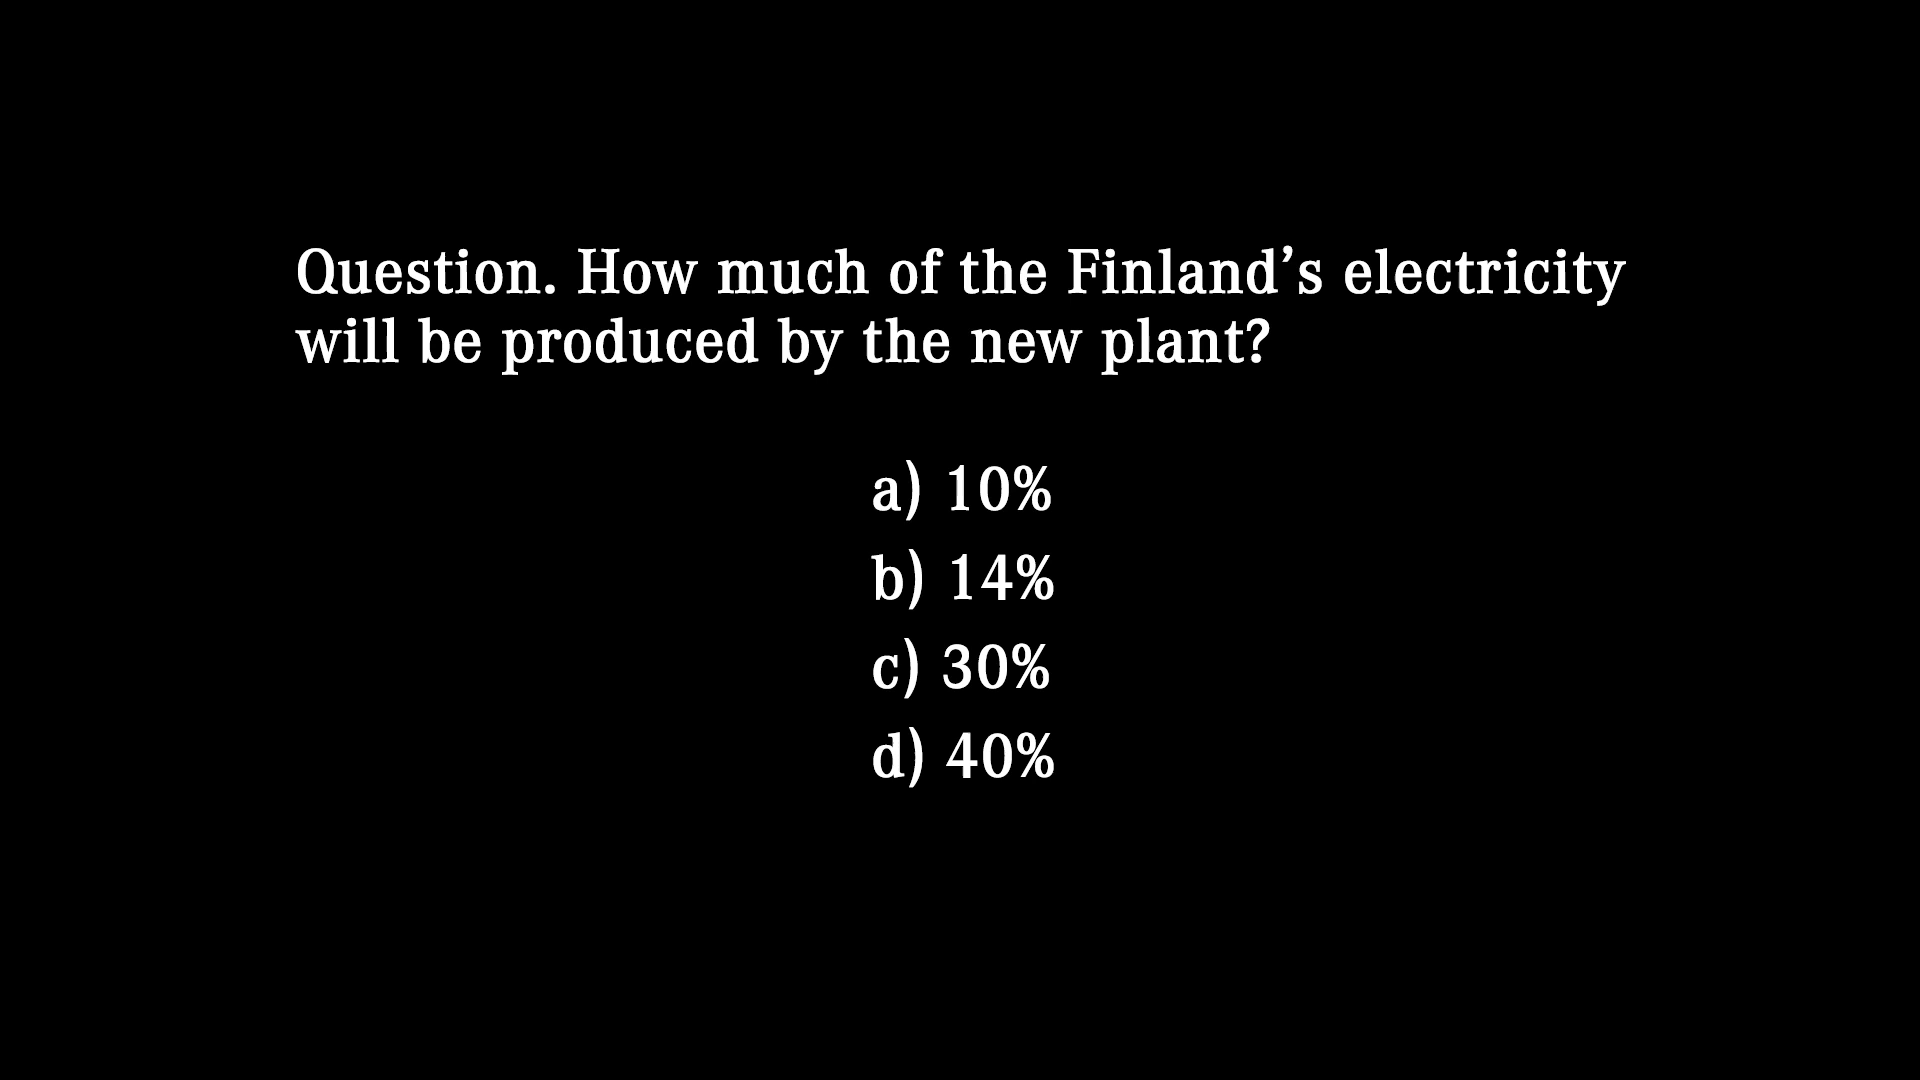 Question. How much of the Finland’s electricity
will be produced by the new plant?
a) 10%
b) 14%
c) 30%
d) 40%